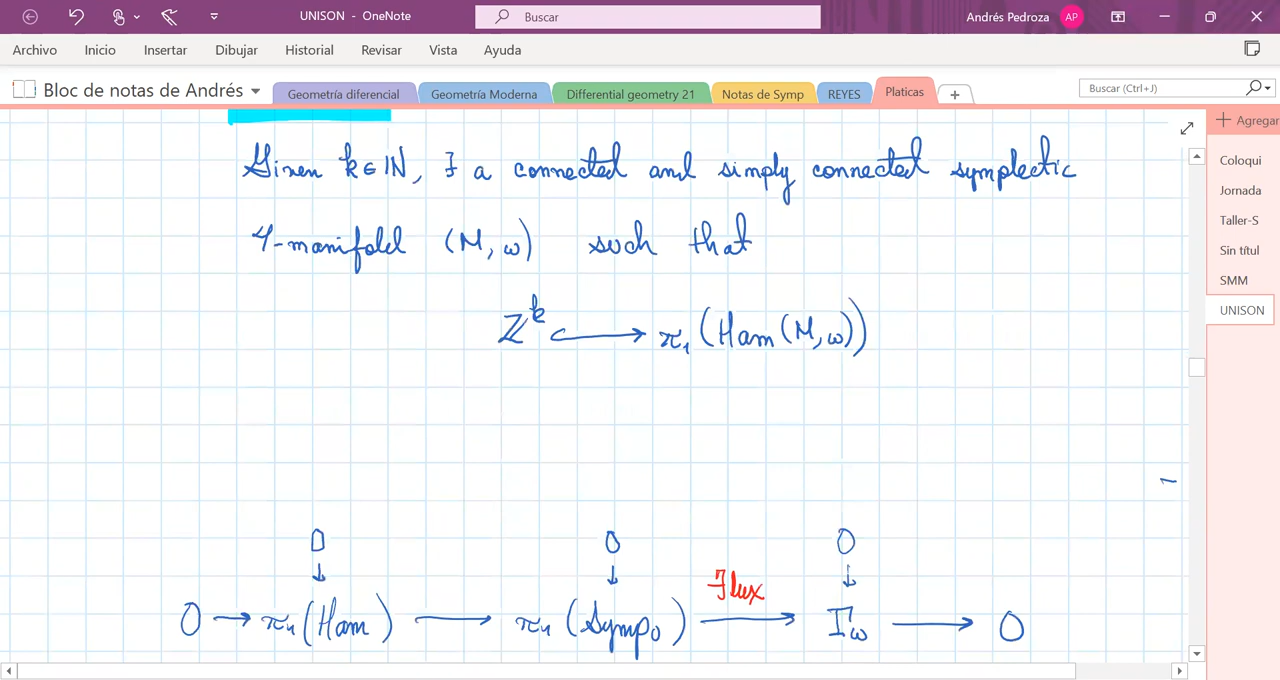 UNISON - OneNote
Buscar
Andrés Pedroza AP
Archivo Inicio Insertar Dibujar Historial Revisar Vista Ayuda
Bloc de notas de Andrés
Geometría diferencial Geometría Moderna Differential geometry 21 Notas de Symp REYES Platicas +
Buscar (Ctrl+J)
Agregar
Coloqui
Jornada
Taller-S
Sin títul
SMM
UNISON
Given k ∈ ℕ, ∃ a connected and simply connected symplectic
4-manifold (M, ω) such that
ℤ^k ↪ π₁(Ham(M, ω))
0 0 0
↓ ↓ ↓
0 → π₁(Ham) → π₁(Symp₀) Flux → Γω → 0